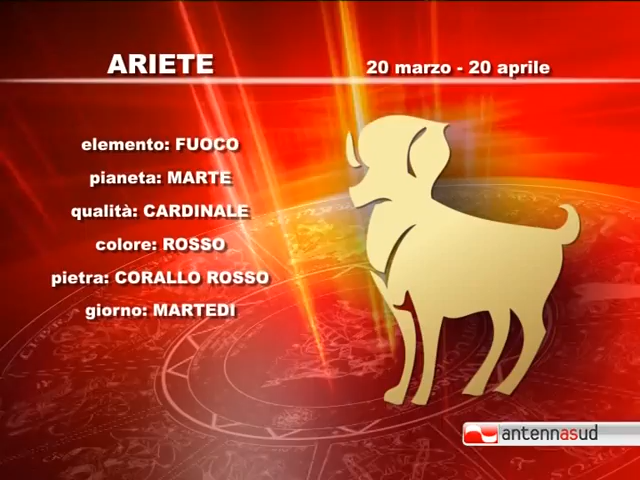 ARIETE
20 marzo - 20 aprile
elemento: FUOCO
pianeta: MARTE
qualità: CARDINALE
colore: ROSSO
pietra: CORALLO ROSSO
giorno: MARTEDI
antennasud